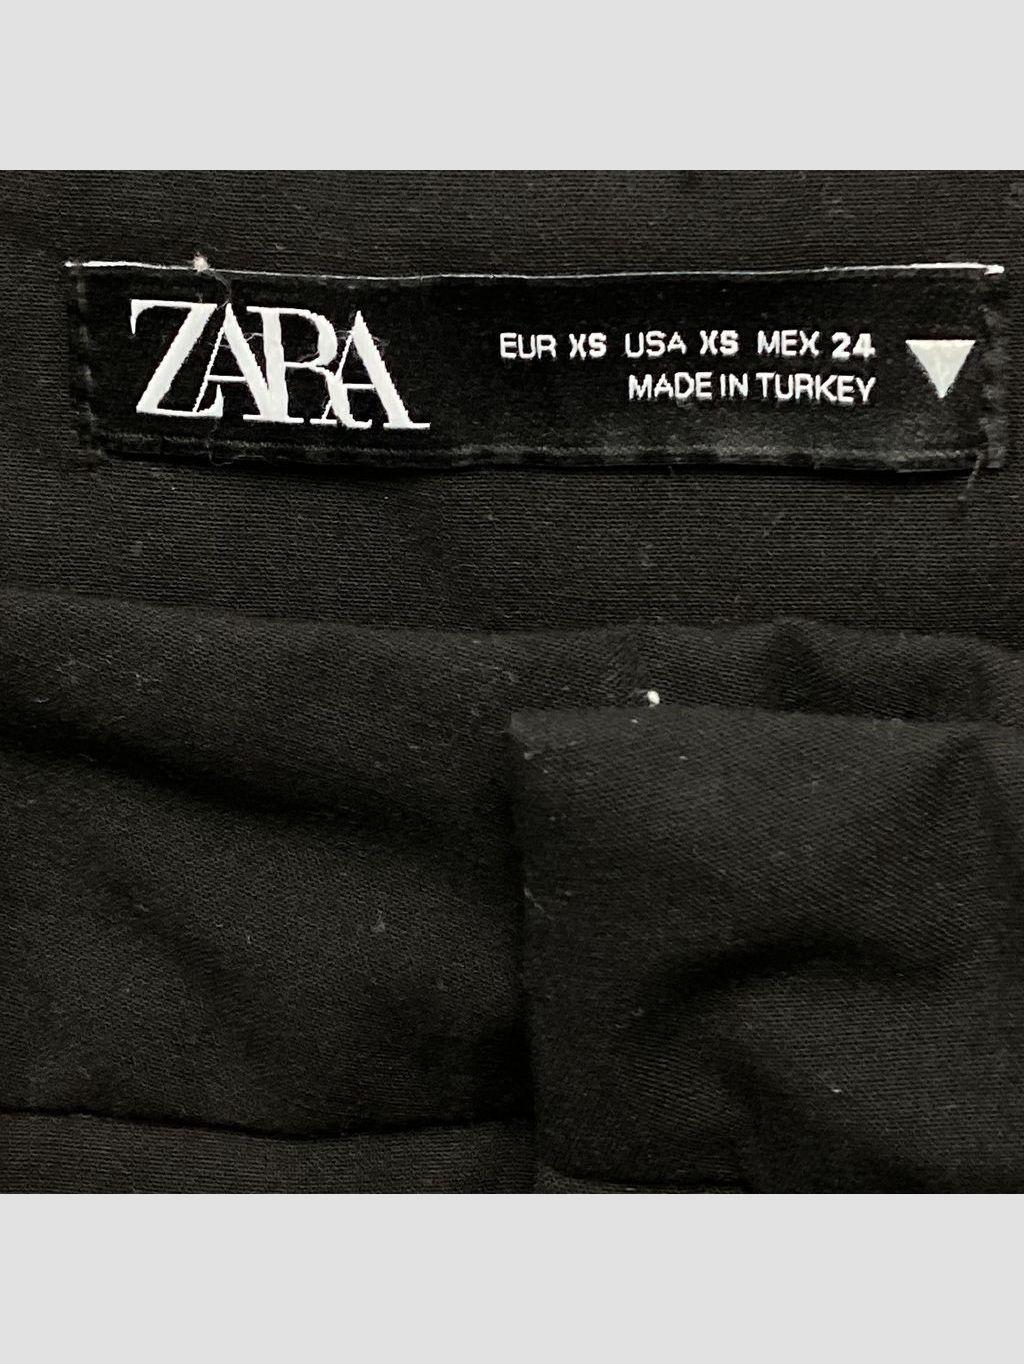 ZARA
EUR XS USA XS MEX 24
MADE IN TURKEY